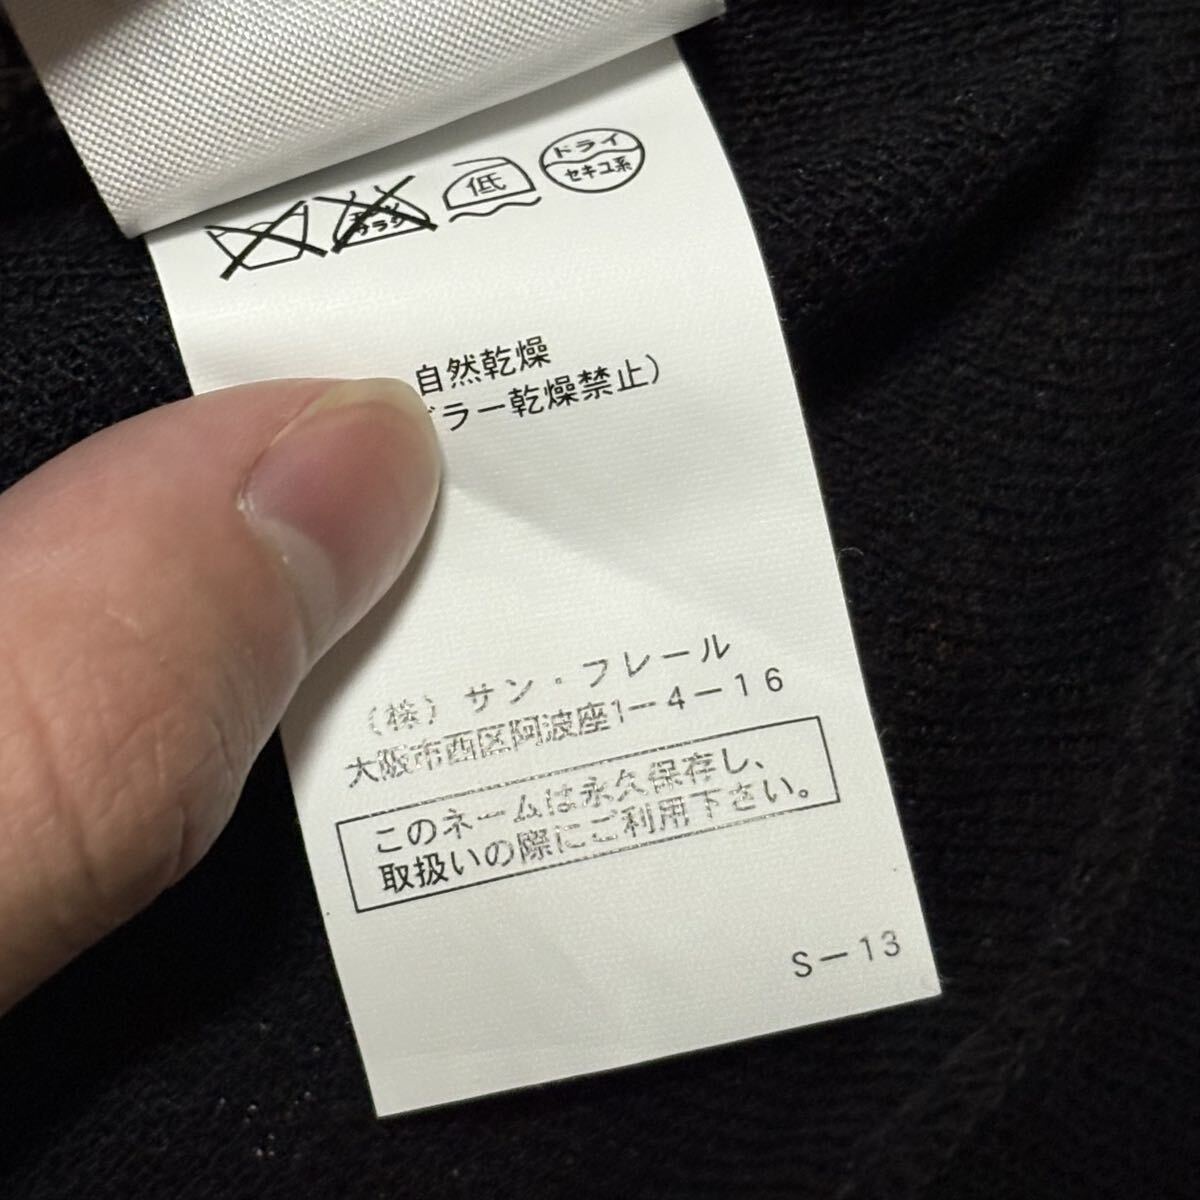 低
ドライ
セキユ系
自然乾燥
ラー乾燥禁止)
(株) サン・フレール
大阪市西区阿波座1-4-16
このネームは永久保存し、
取扱いの際にご利用下さい。
S-13